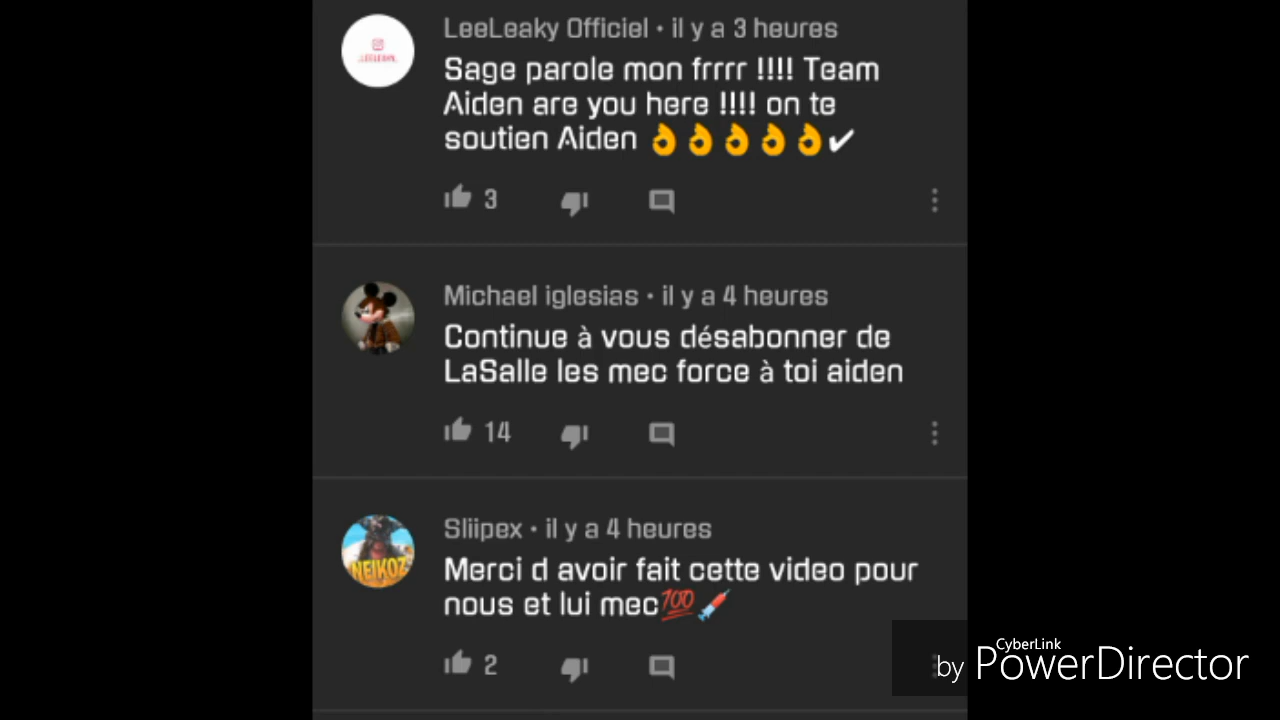 LeeLeaky Officiel • il y a 3 heures
Sage parole mon frrrr !!!! Team
Aiden are you here !!!! on te
soutien Aiden 👌👌👌👌👌✔
3
Michael iglesias • il y a 4 heures
Continue à vous désabonner de
LaSalle les mec force à toi aiden
14
Sliipex • il y a 4 heures
NEIKOZ
Merci d avoir fait cette video pour
nous et lui mec💯💉
2
CyberLink
by PowerDirector